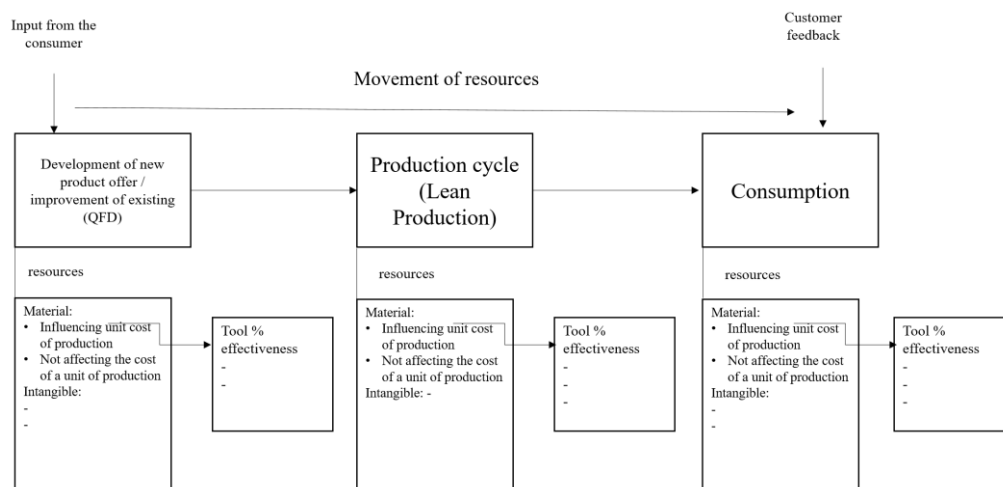 Input from the
consumer
Customer
feedback
Movement of resources
Development of new
product offer /
improvement of existing
(QFD)
Production cycle
(Lean
Production)
Consumption
resources
resources
resources
Material:
• Influencing unit cost
of production
• Not affecting the cost
of a unit of production
Intangible:
-
-
Tool %
effectiveness
-
-
Material:
• Influencing unit cost
of production
• Not affecting the cost
of a unit of production
Intangible: -
Tool %
effectiveness
-
-
-
Material:
• Influencing unit cost
of production
• Not affecting the cost
of a unit of production
Intangible:
-
-
Tool %
effectiveness
-
-
-